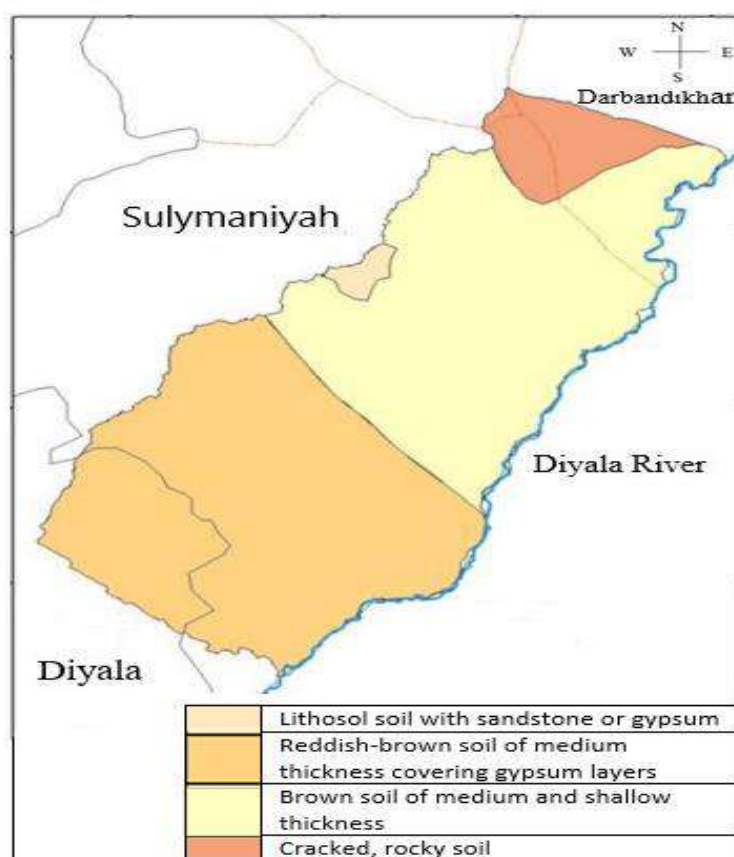 N
W E
S
Darbandikhan
Sulymaniyah
Diyala River
Diyala
Lithosol soil with sandstone or gypsum
Reddish-brown soil of medium
thickness covering gypsum layers
Brown soil of medium and shallow
thickness
Cracked, rocky soil